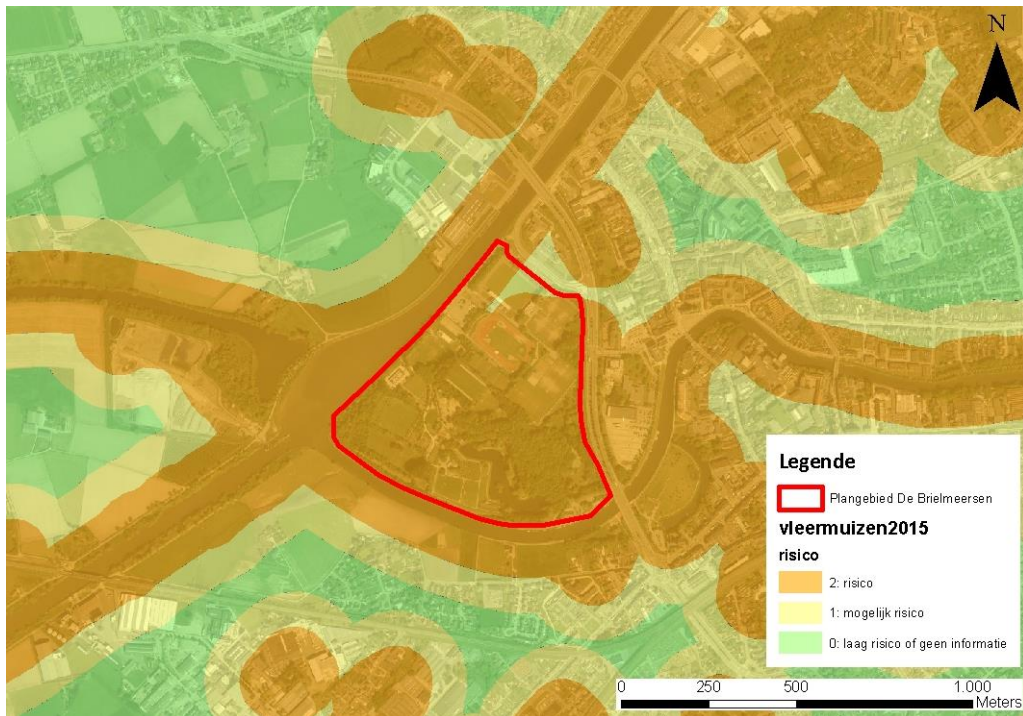 N
Legende
Plangebied De Brielmeersen
vleermuizen2015
risico
2: risico
1: mogelijk risico
0: laag risico of geen informatie
0 250 500 1.000
Meters